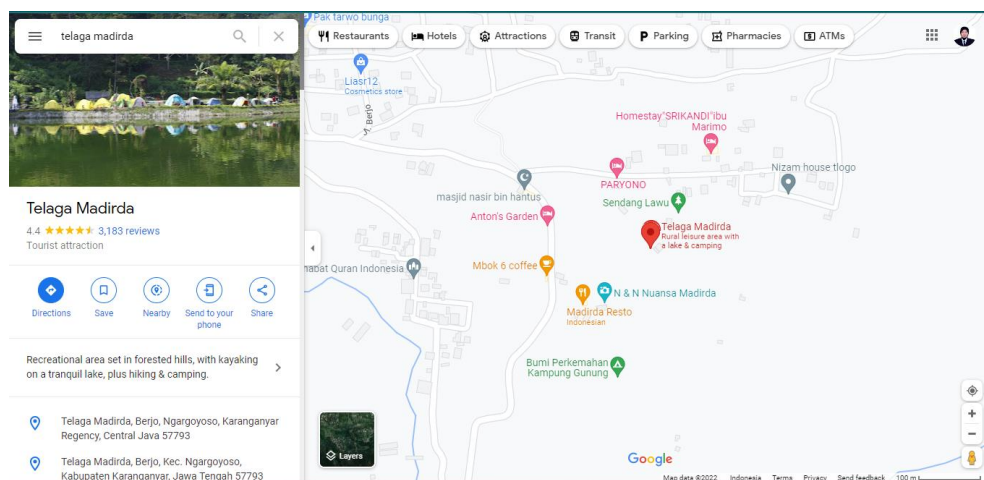 telaga madirda
Telaga Madirda
4.4
3,183 reviews
Tourist attraction
Directions
Save
Nearby
Send to your
phone
Share
Recreational area set in forested hills, with kayaking
on a tranquil lake, plus hiking & camping.
Telaga Madirda, Berjo, Ngargoyoso, Karanganyar
Regency, Central Java 57793
Telaga Madirda, Berjo, Kec. Ngargoyoso,
Kabupaten Karanganyar, Jawa Tengah 57793
Pak tarwo bunga
Restaurants
Hotels
Attractions
Transit
Parking
Pharmacies
ATMs
Liasr12
Cosmetics store
Jl. Berjo
Homestay"SRIKANDI"ibu
Marimo
PARYONO
Nizam house tlogo
masjid nasir bin hantus
Sendang Lawu
Anton's Garden
Telaga Madirda
Rural leisure area with
a lake & camping
Mbok 6 coffee
Quran Indonesia
N & N Nuansa Madirda
Madirda Resto
Indonesian
Bumi Perkemahan
Kampung Gunung
Layers
Google
Map data ©2022 Indonesia Terms Privacy Send feedback 100 m